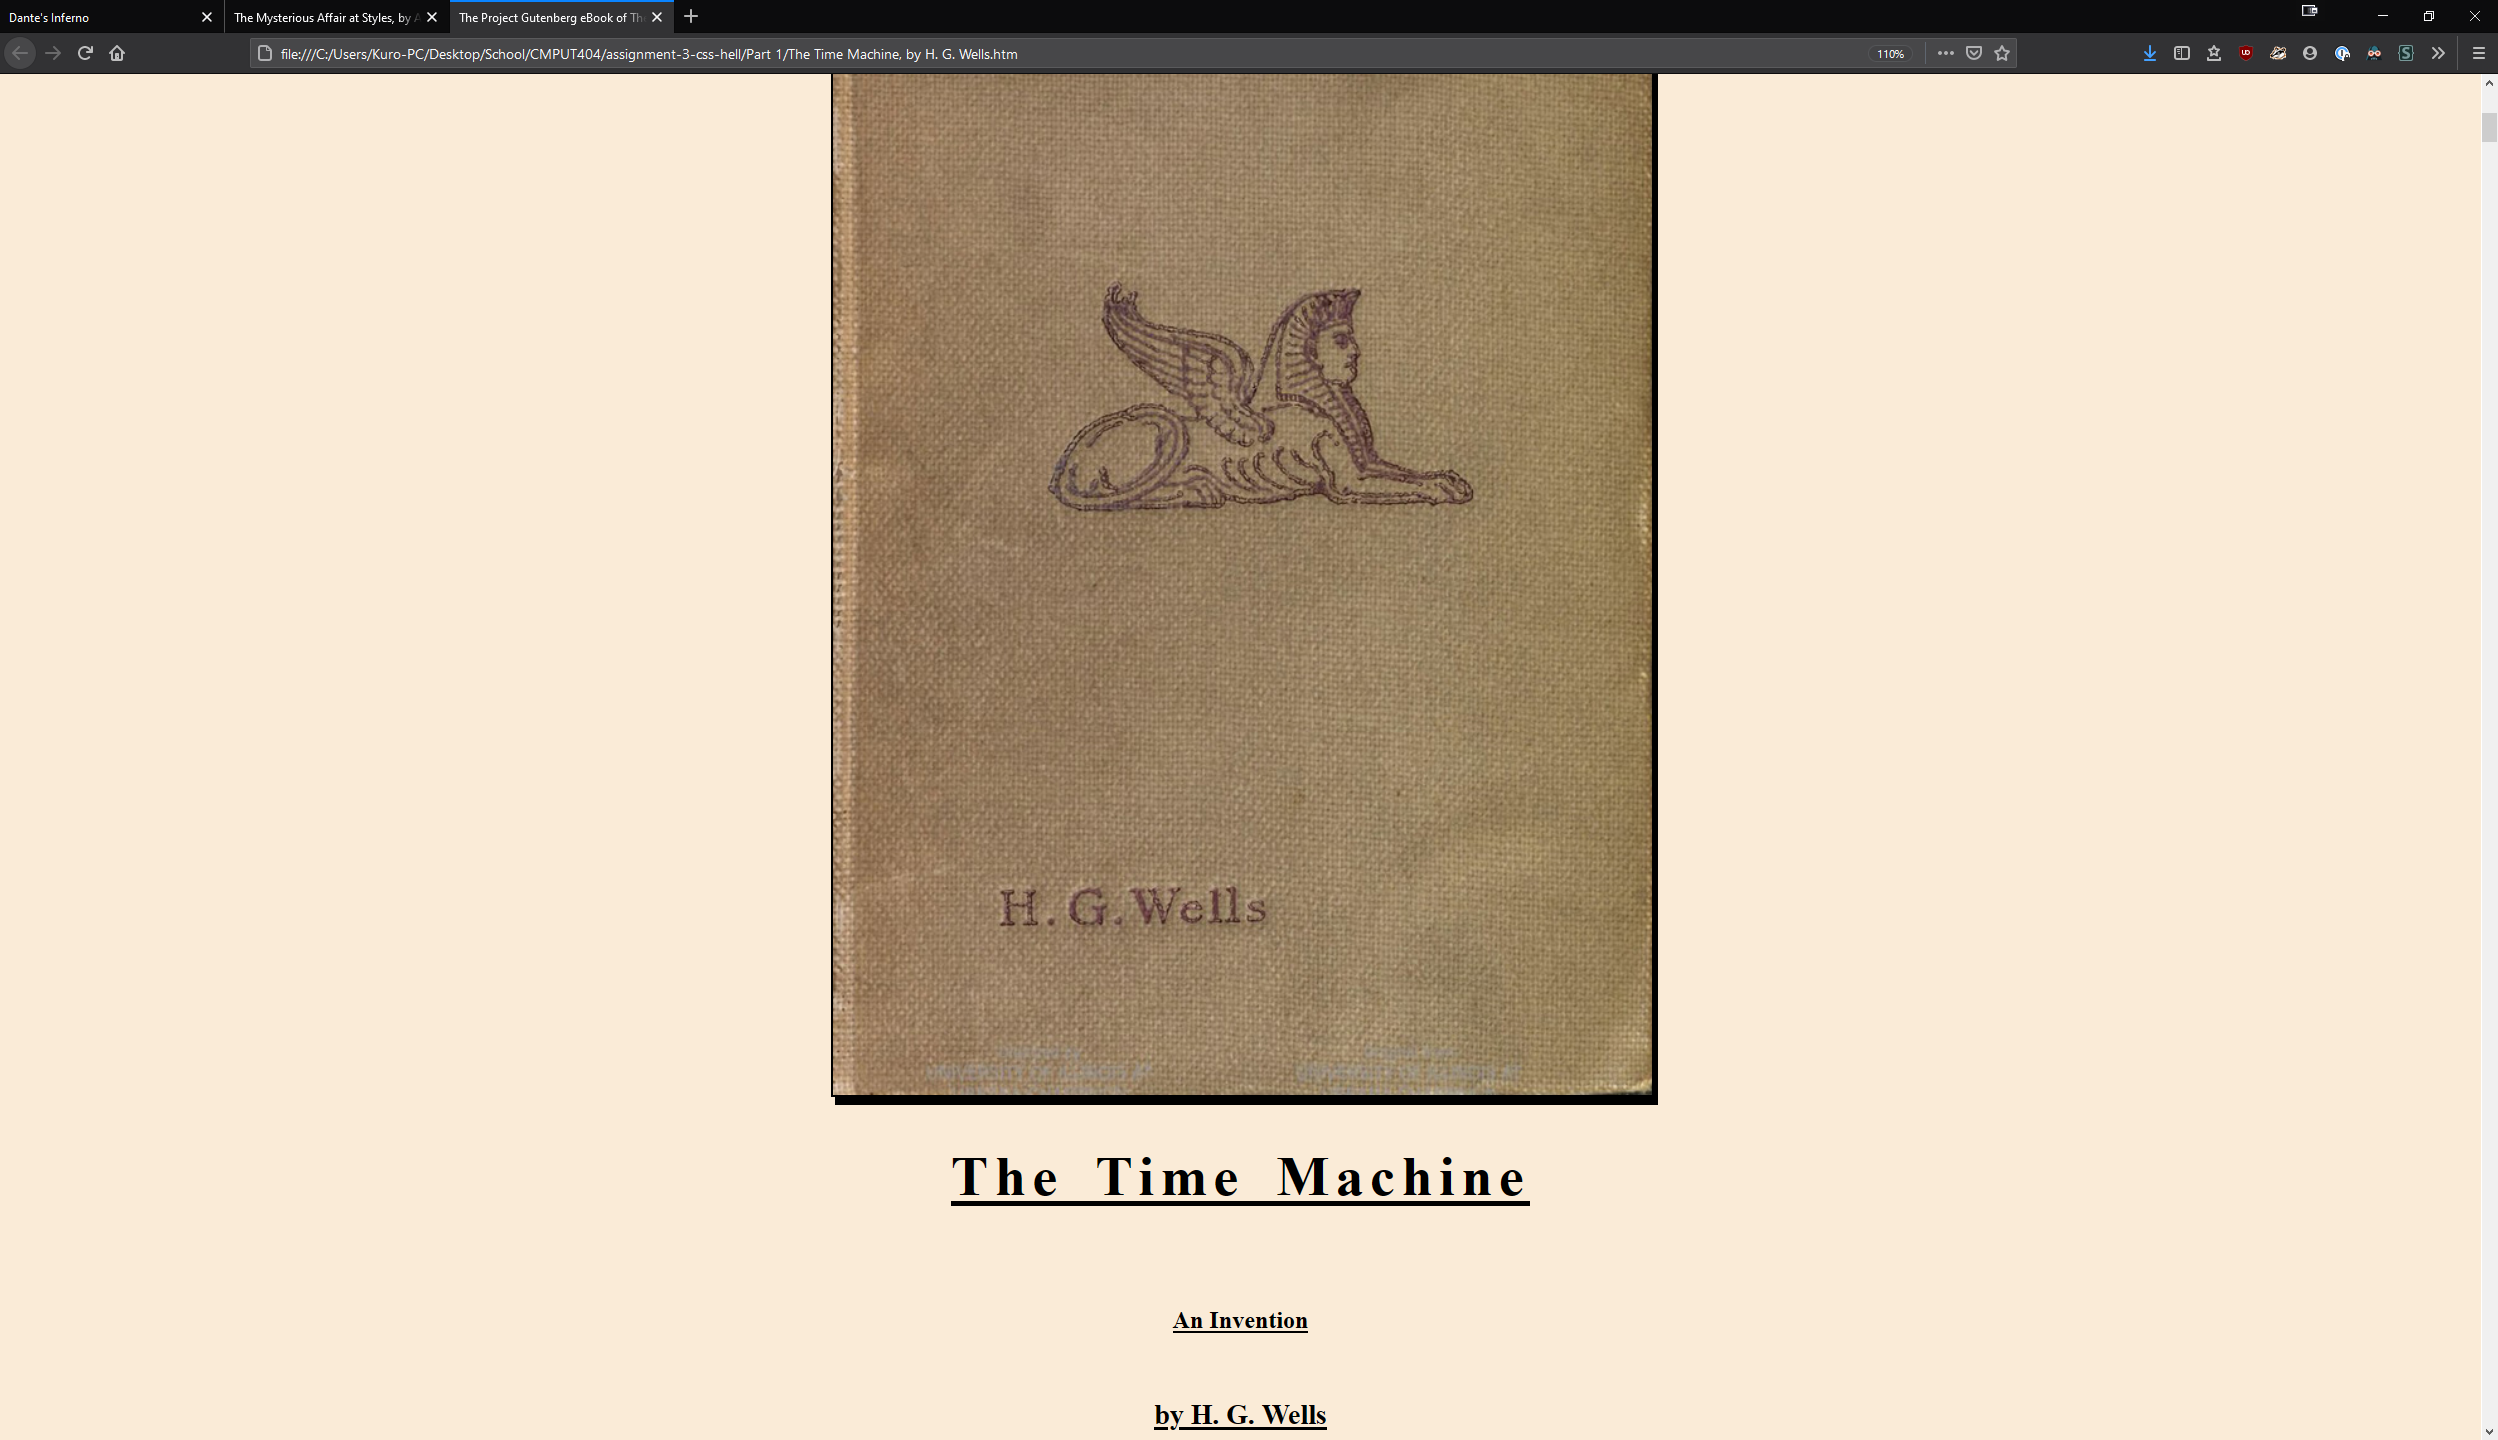 Dante's Inferno
The Mysterious Affair at Styles, by
The Project Gutenberg eBook of
file:///C:/Users/Kuro-PC/Desktop/School/CMPUT404/assignment-3-css-hell/Part 1/The Time Machine, by H. G. Wells.htm
110%
H. G. Wells
The Time Machine
An Invention
by H. G. Wells